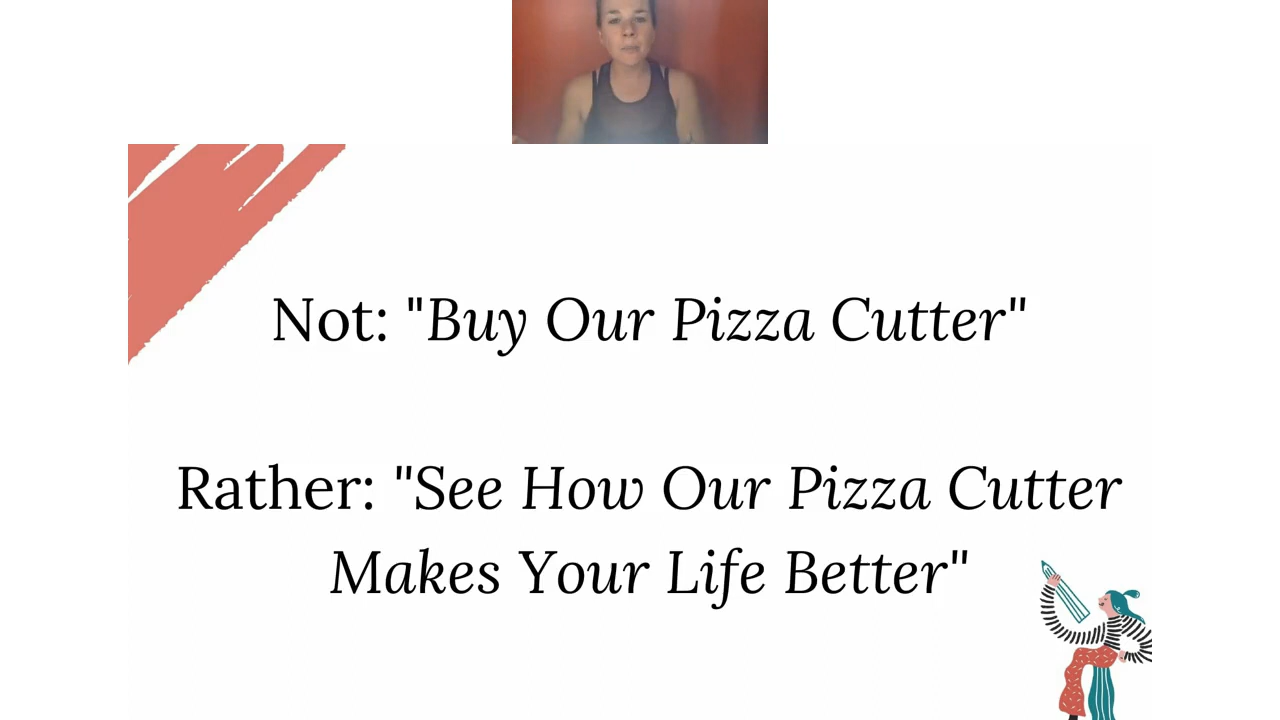 Not: "Buy Our Pizza Cutter"
Rather: "See How Our Pizza Cutter
Makes Your Life Better"